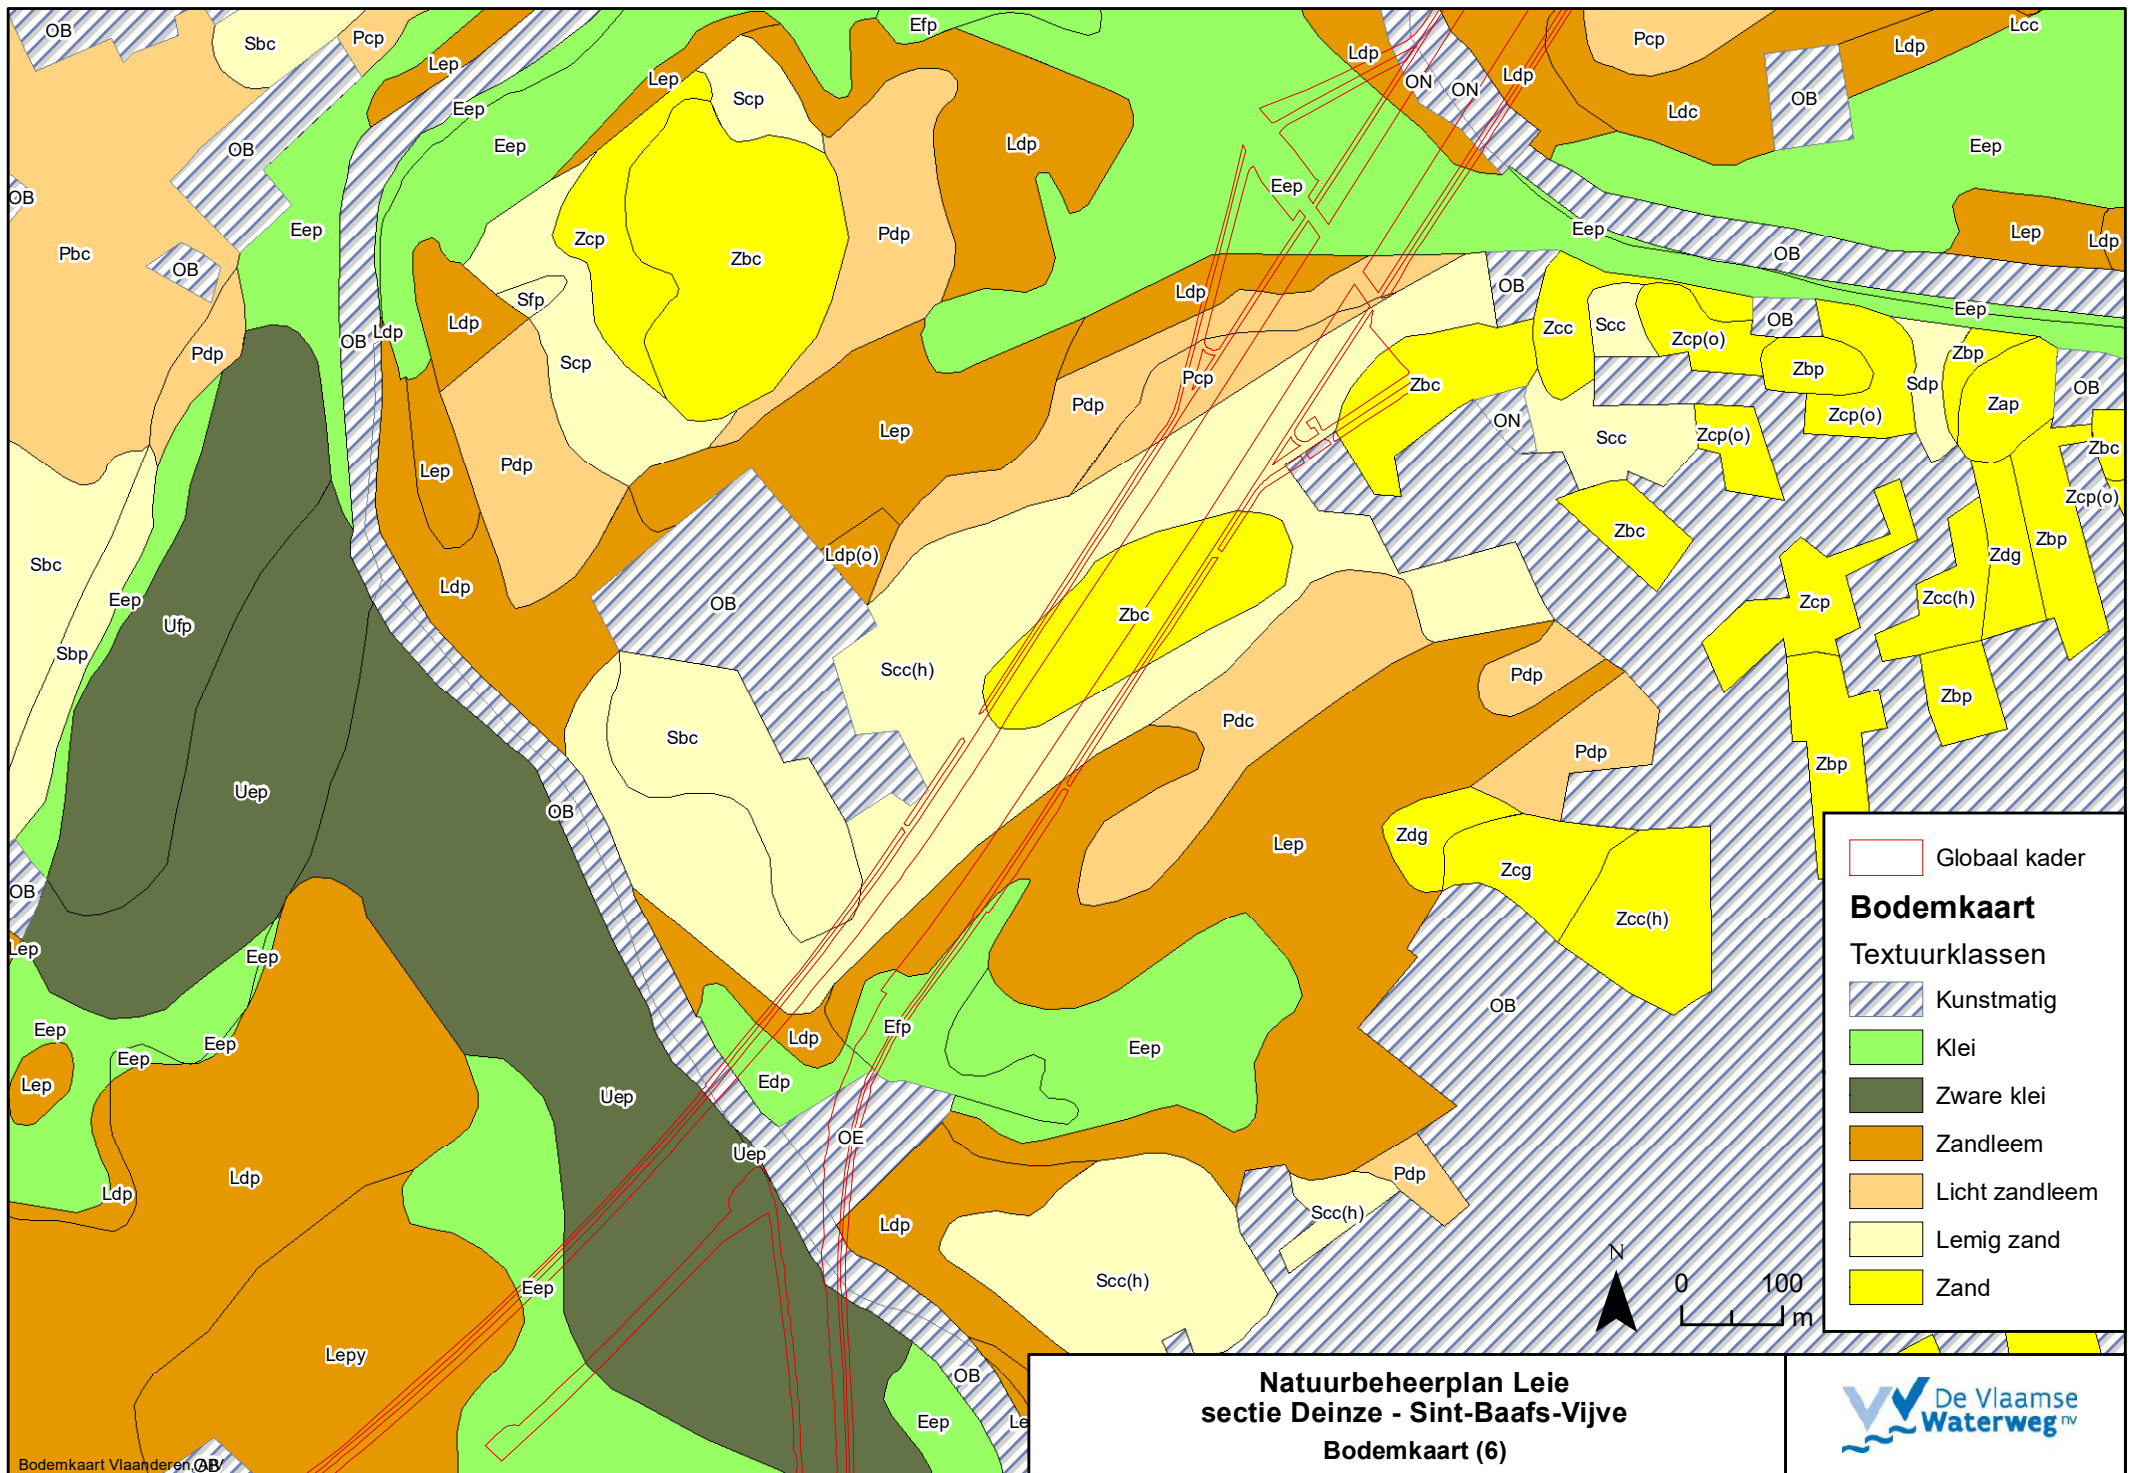 OB
Sbc
Pcp
Lep
Efp
Ldp
Pcp
Lcc
Ldp
Lep
Scp
ON
ON
Ldp
Ldc
OB
Eep
Eep
OB
Eep
Ldp
Eep
OB
Eep
Eep
Zcp
Zbc
Pdp
Eep
Lep
Ldp
Pbc
OB
OB
Sfp
Ldp
OB
Ldp
Ldp
OB
Pdp
Scp
Pcp
Zbc
Zcc
Scc
Zcp(o)
OB
Eep
Zbp
Zbp
Sdp
Zap
OB
Pdp
Lep
ON
Scc
Zcp(o)
Zcp(o)
Zbc
Lep
Pdp
Zcp(o)
Sbc
Eep
Ldp
Ldp(o)
OB
Zbc
Zbc
Zdg
Zbp
Zcp
Zcc(h)
Ufp
Sbp
Scc(h)
Pdp
Zbp
Sbc
Pdc
Pdp
Zbp
Uep
OB
Lep
Zdg
Zcg
Zcc(h)
OB
Lep
Eep
OB
Eep
Eep
Eep
Lep
Ldp
Efp
Eep
Edp
Uep
OE
Uep
Ldp
Ldp
Pdp
Ldp
Scc(h)
Scc(h)
Eep
Lepy
OB
Eep
Le
OB
Globaal kader
Bodemkaart
Textuurklassen
Kunstmatig
Klei
Zware klei
Zandleem
Licht zandleem
Lemig zand
Zand
N
0 100
m
Natuurbeheerplan Leie
sectie Deinze - Sint-Baafs-Vijve
Bodemkaart (6)
De Vlaamse
Waterweg nv
Bodemkaart Vlaanderen,